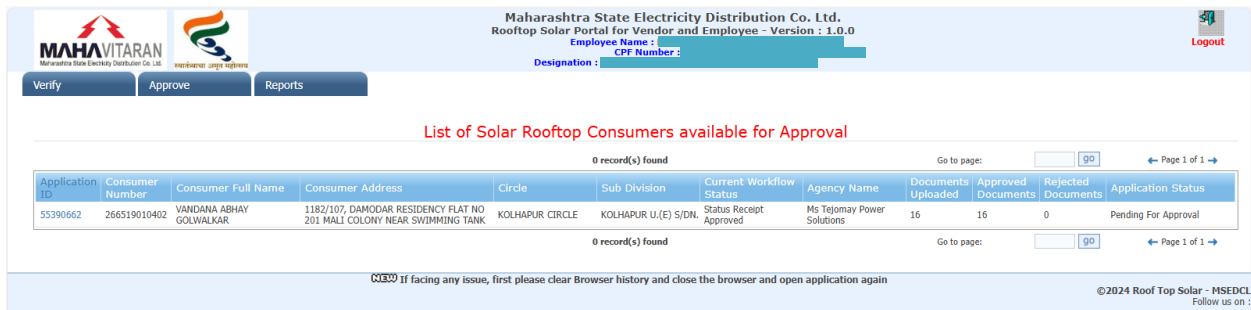 Maharashtra State Electricity Distribution Co. Ltd.
Rooftop Solar Portal for Vendor and Employee - Version : 1.0.0
Employee Name :
CPF Number :
Designation :
MAHAVITARAN
Maharashtra State Electricity Distribution Co. Ltd.
Logout
Verify Approve Reports
List of Solar Rooftop Consumers available for Approval
0 record(s) found Go to page: go Page 1 of 1
Application ID Consumer Number Consumer Full Name Consumer Address Circle Sub Division Current Workflow Status Agency Name Documents Uploaded Approved Documents Rejected Documents Application Status
55390662 266519010402 VANDANA ABHAY GOLWALKAR 1182/107, DAMODAR RESIDENCY FLAT NO 201 MALI COLONY NEAR SWIMMING TANK KOLHAPUR CIRCLE KOLHAPUR U.(E) S/DN. Status Receipt Approved Ms Tejomay Power Solutions 16 16 0 Pending For Approval
0 record(s) found Go to page: go Page 1 of 1
NEW If facing any issue, first please clear Browser history and close the browser and open application again
©2024 Roof Top Solar - MSEDCL
Follow us on :